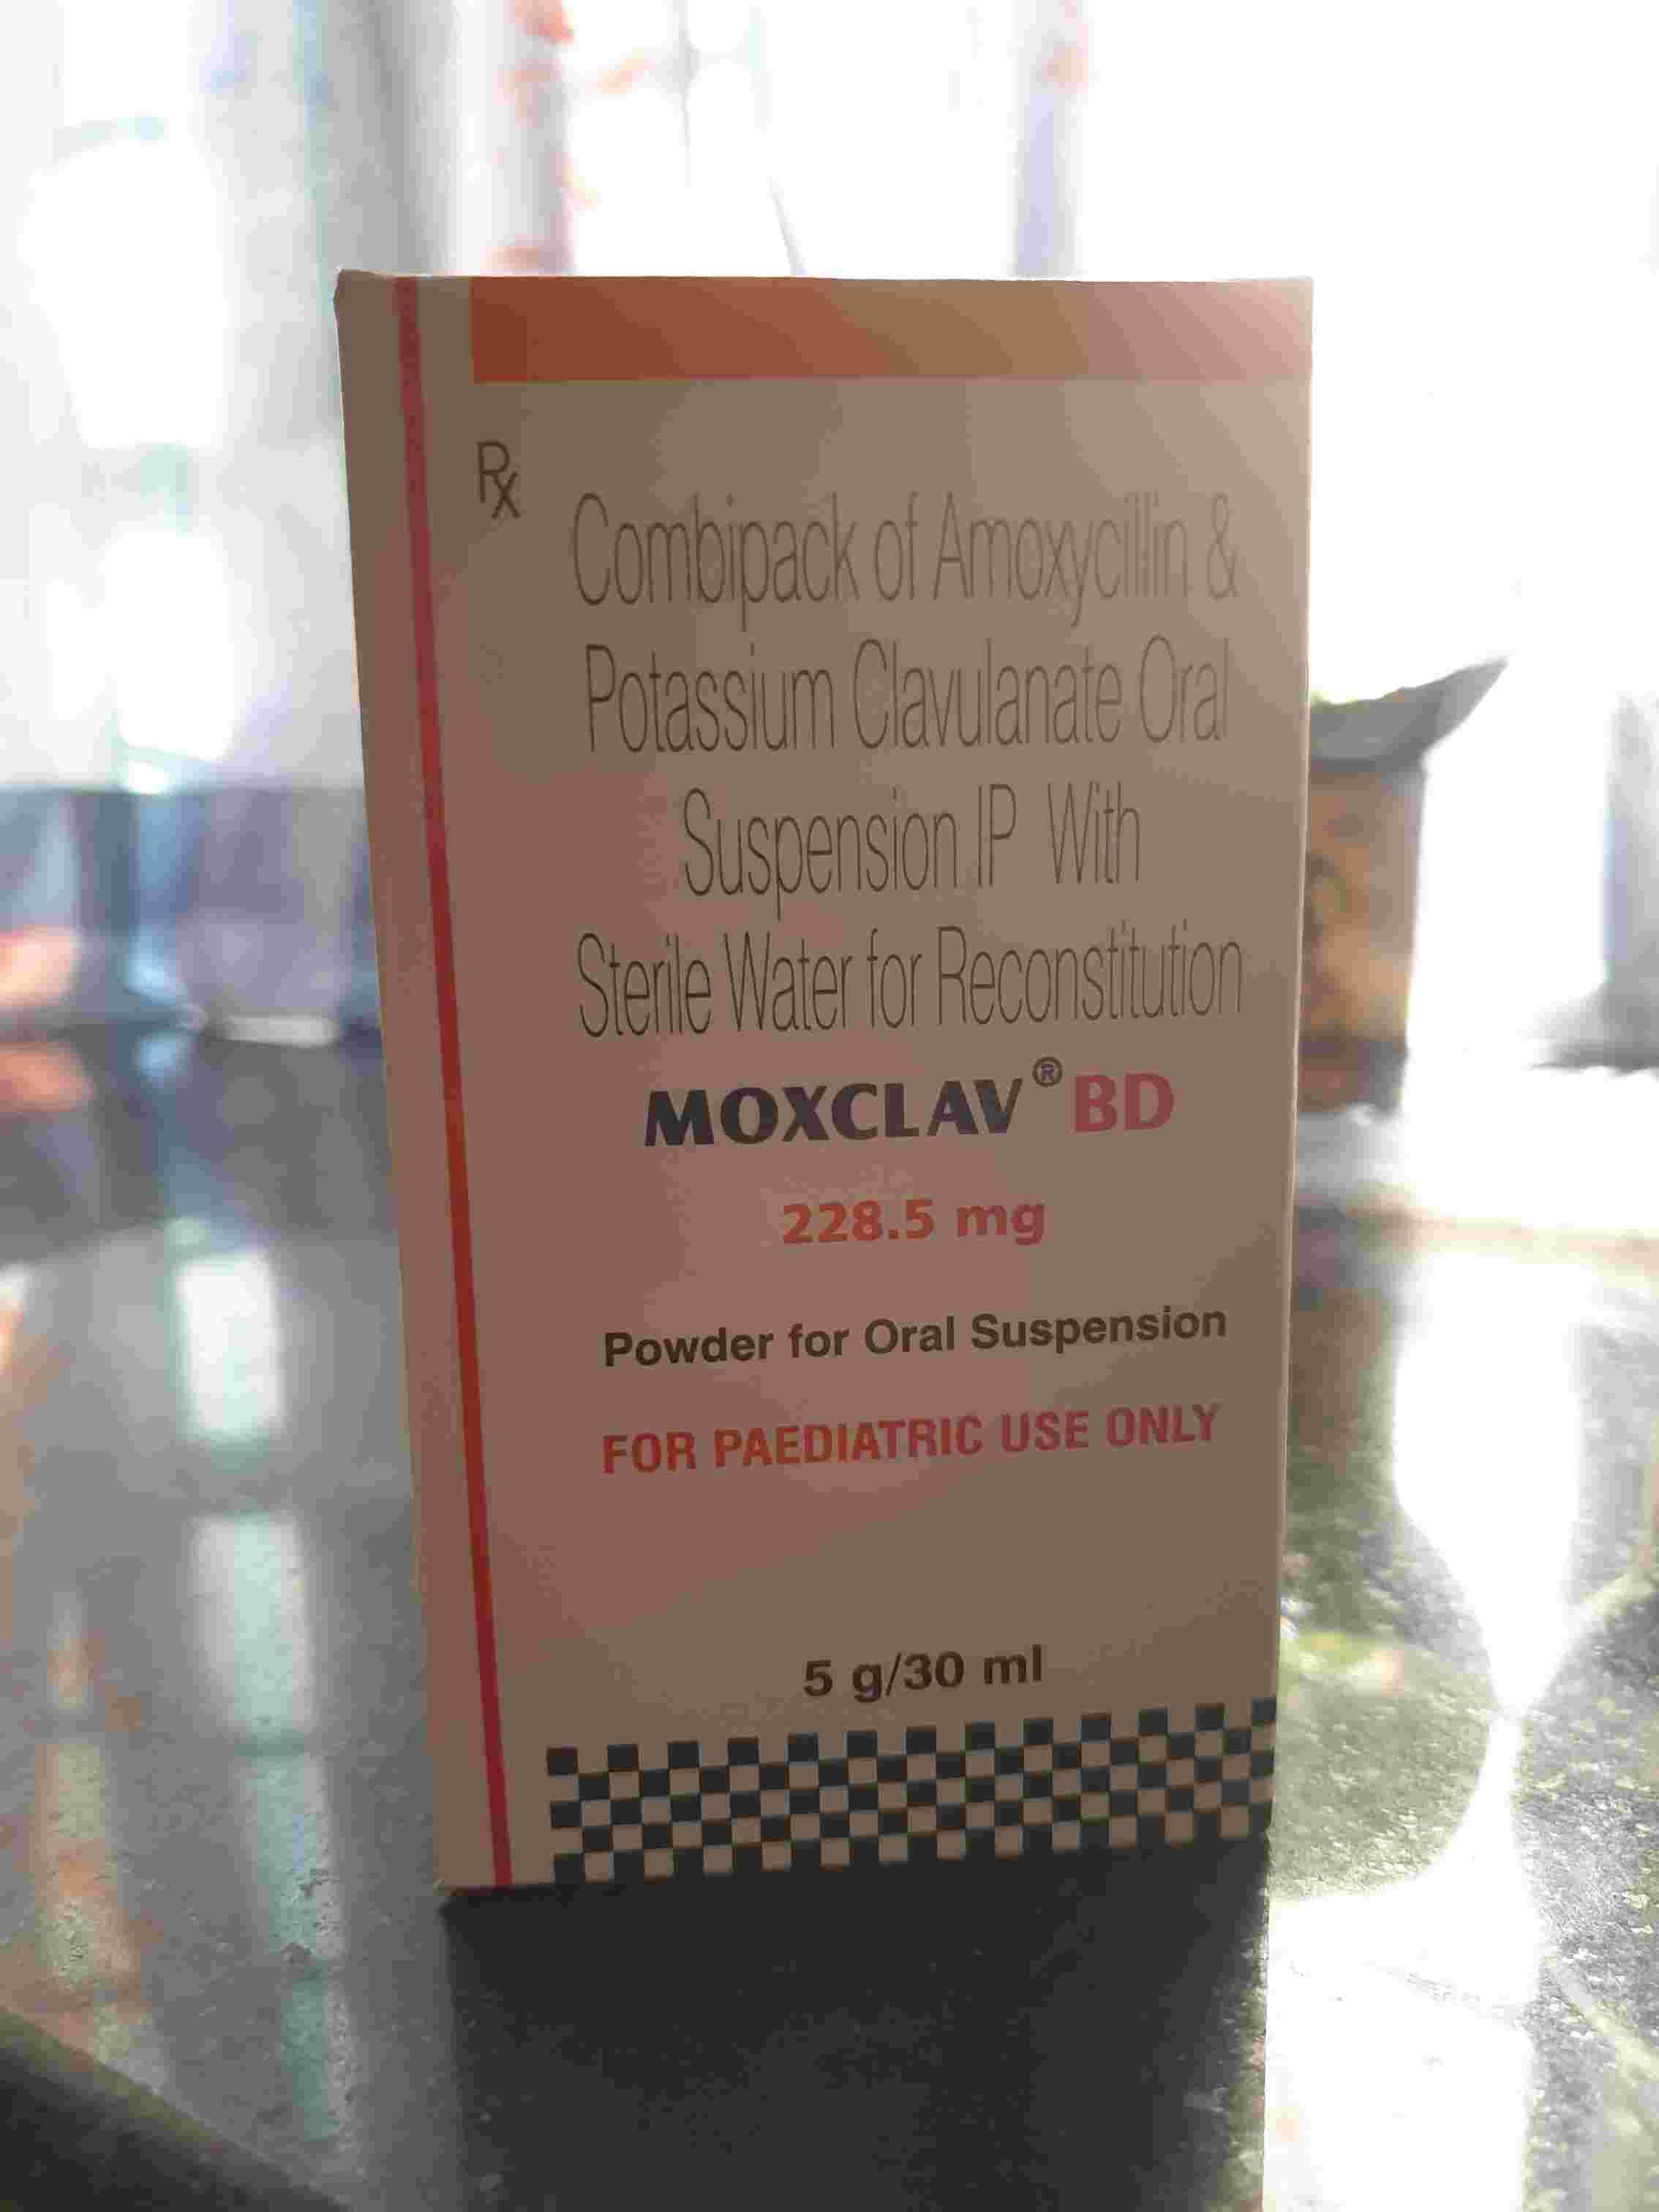 Rx
Combipack of Amoxycillin &
Potassium Clavulanate Oral
Suspension IP With
Sterile Water for Reconstitution
MOXCLAV® BD
228.5 mg
Powder for Oral Suspension
FOR PAEDIATRIC USE ONLY
5 g/30 ml